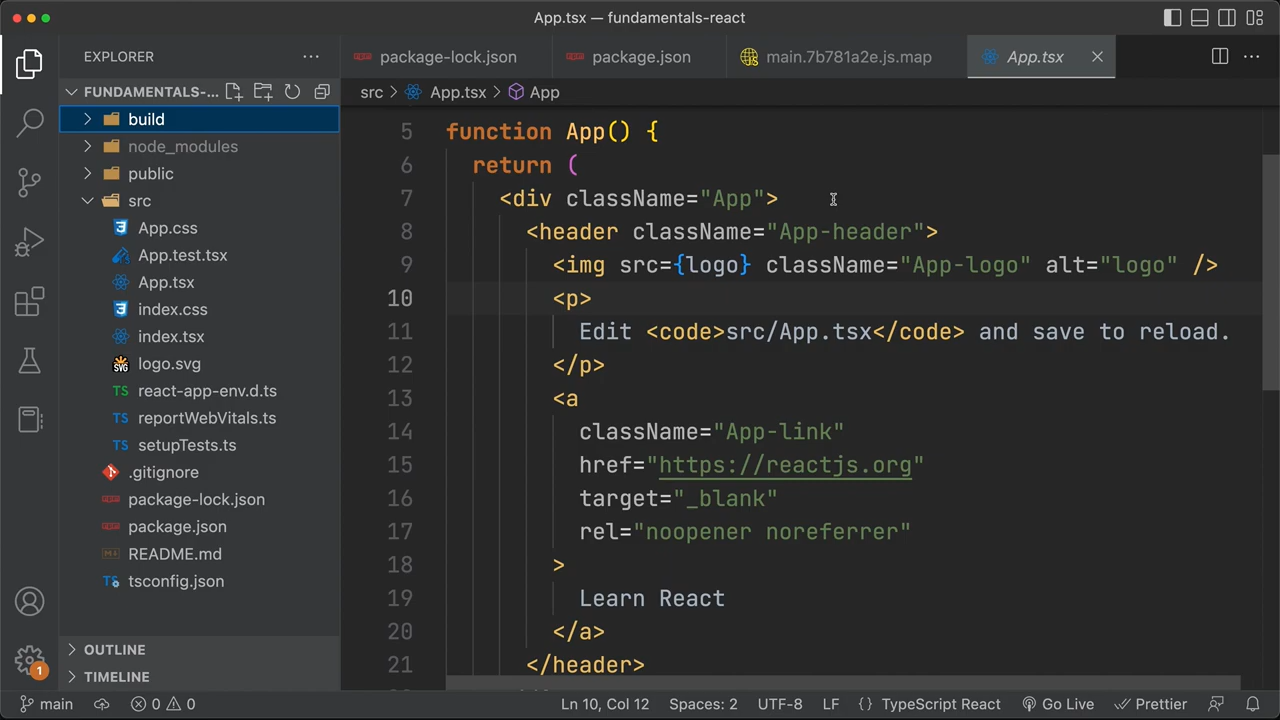 App.tsx — fundamentals-react
EXPLORER
package-lock.json
package.json
main.7b781a2e.js.map
App.tsx
FUNDAMENTALS-...
src > App.tsx > App
build
node_modules
public
src
App.css
App.test.tsx
App.tsx
index.css
index.tsx
logo.svg
TS react-app-env.d.ts
TS reportWebVitals.ts
TS setupTests.ts
.gitignore
package-lock.json
package.json
README.md
TS tsconfig.json
OUTLINE
TIMELINE
5 function App() {
6 return (
7 <div className="App">
8 <header className="App-header">
9 <img src={logo} className="App-logo" alt="logo" />
10 <p>
11 Edit <code>src/App.tsx</code> and save to reload.
12 </p>
13 <a
14 className="App-link"
15 href="https://reactjs.org"
16 target="_blank"
17 rel="noopener noreferrer"
18 >
19 Learn React
20 </a>
21 </header>
1
main
0 0
Ln 10, Col 12
Spaces: 2
UTF-8
LF
{} TypeScript React
Go Live
Prettier